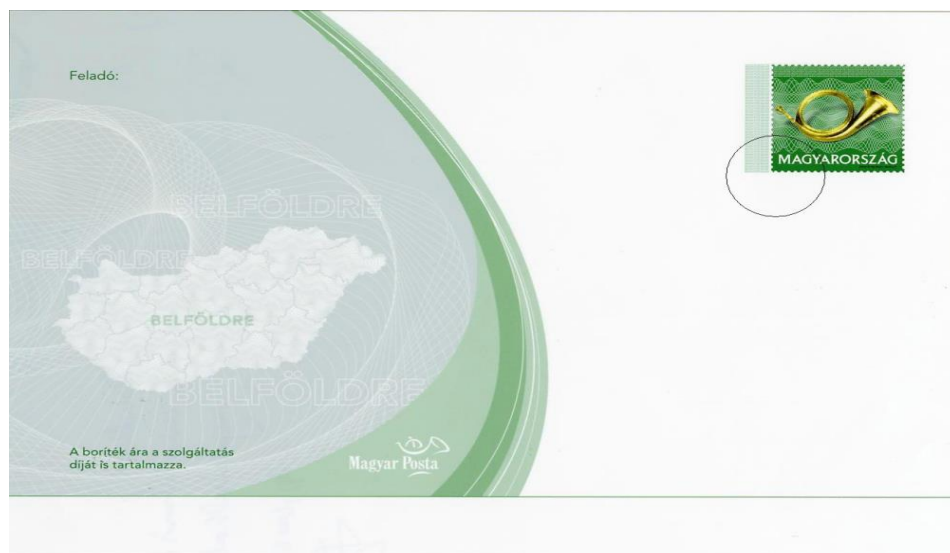 Feladó:
MAGYARORSZÁG
BELFÖLDRE
BELFÖLDRE
BELFÖLDRE
BELFÖLDRE
A boríték ára a szolgáltatás
díját is tartalmazza.
Magyar Posta